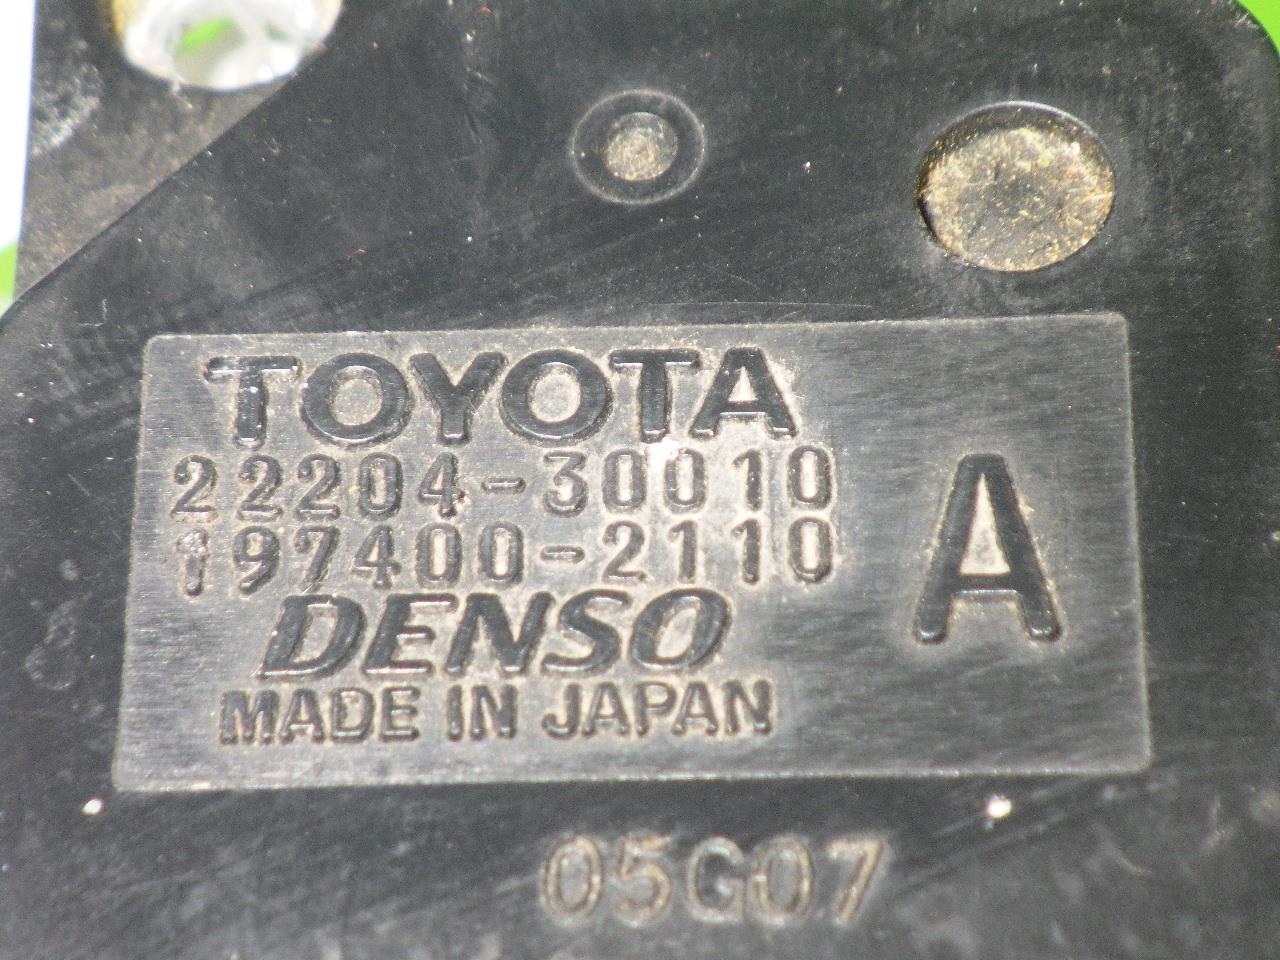 TOYOTA
22204-30010
197400-2110
A
DENSO
MADE IN JAPAN
05G07